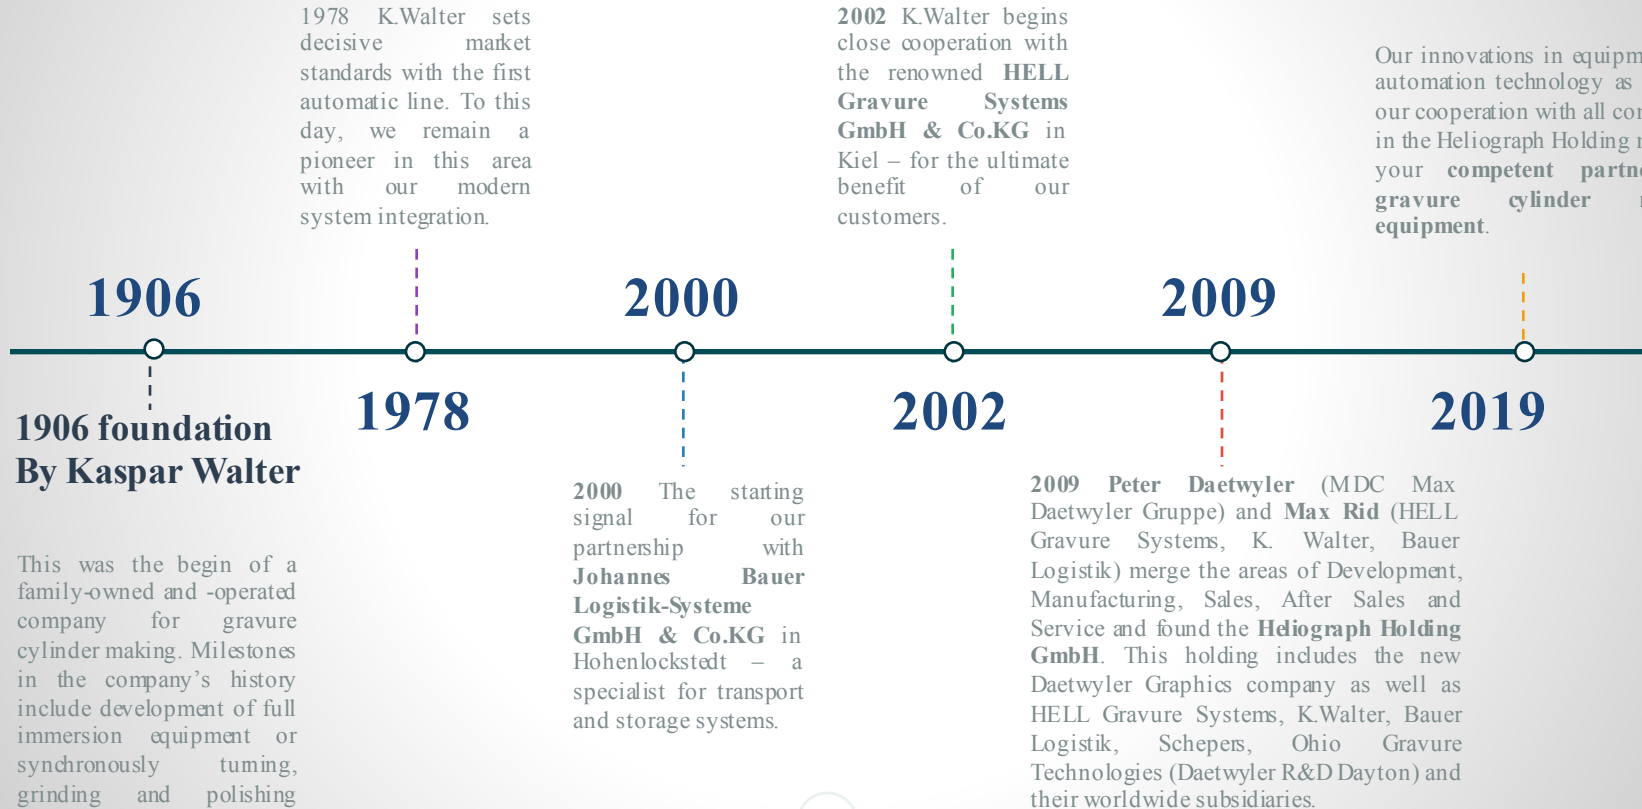 1978 K.Walter sets
decisive market
standards with the first
automatic line. To this
day, we remain a
pioneer in this area
with our modern
system integration.
2002 K.Walter begins
close cooperation with
the renowned HELL
Gravure Systems
GmbH & Co.KG in
Kiel – for the ultimate
benefit of our
customers.
Our innovations in
automation technology as
our cooperation with all
in the Heliograph Holding
your competent
gravure cylinder
equipment.
1906
2000
2009
1978
2002
2019
1906 foundation
By Kaspar Walter
This was the begin of a
family-owned and -operated
company for gravure
cylinder making. Milestones
in the company's history
include development of full
immersion equipment or
synchronously turning,
grinding and polishing
2000 The starting
signal for our
partnership with
Johannes Bauer
Logistik-Systeme
GmbH & Co.KG in
Hohenlockstedt – a
specialist for transport
and storage systems.
2009 Peter Daetwyler (MDC Max
Daetwyler Gruppe) and Max Rid (HELL
Gravure Systems, K. Walter, Bauer
Logistik) merge the areas of Development,
Manufacturing, Sales, After Sales and
Service and found the Heliograph Holding
GmbH. This holding includes the new
Daetwyler Graphics company as well as
HELL Gravure Systems, K.Walter, Bauer
Logistik, Schepers, Ohio Gravure
Technologies (Daetwyler R&D Dayton) and
their worldwide subsidiaries.